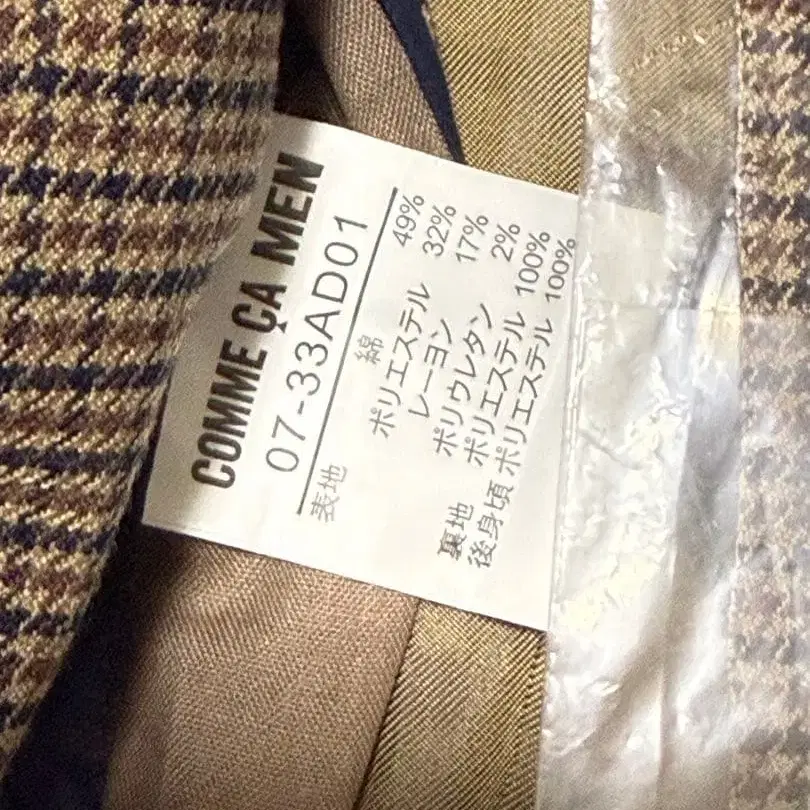 COMME ÇA MEN
07-33AD01
表地 綿 49%
ポリエステル 32%
レーヨン 17%
ポリウレタン 2%
裏地 ポリエステル 100%
後身頃 ポリエステル 100%